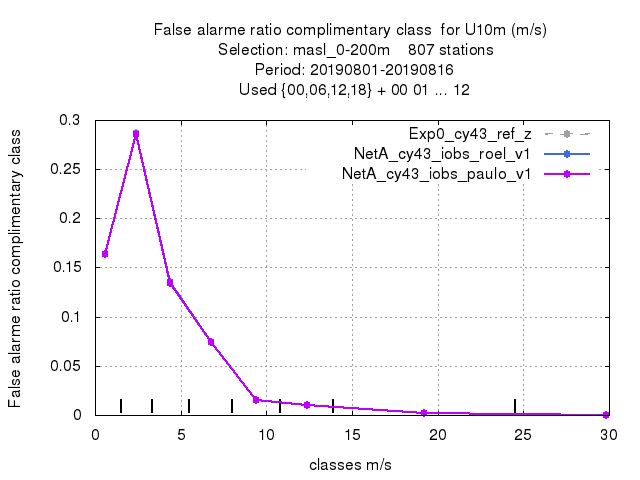 False alarme ratio complimentary class  for U10m (m/s)
Selection: masl_0-200m    807 stations
Period: 20190801-20190816
Used {00,06,12,18} + 00 01 ... 12
False alarme ratio complimentary class
0.3
0.25
0.2
0.15
0.1
0.05
0
Exp0_cy43_ref_z
NetA_cy43_iobs_roel_v1
NetA_cy43_iobs_paulo_v1
0 5 10 15 20 25 30
classes m/s